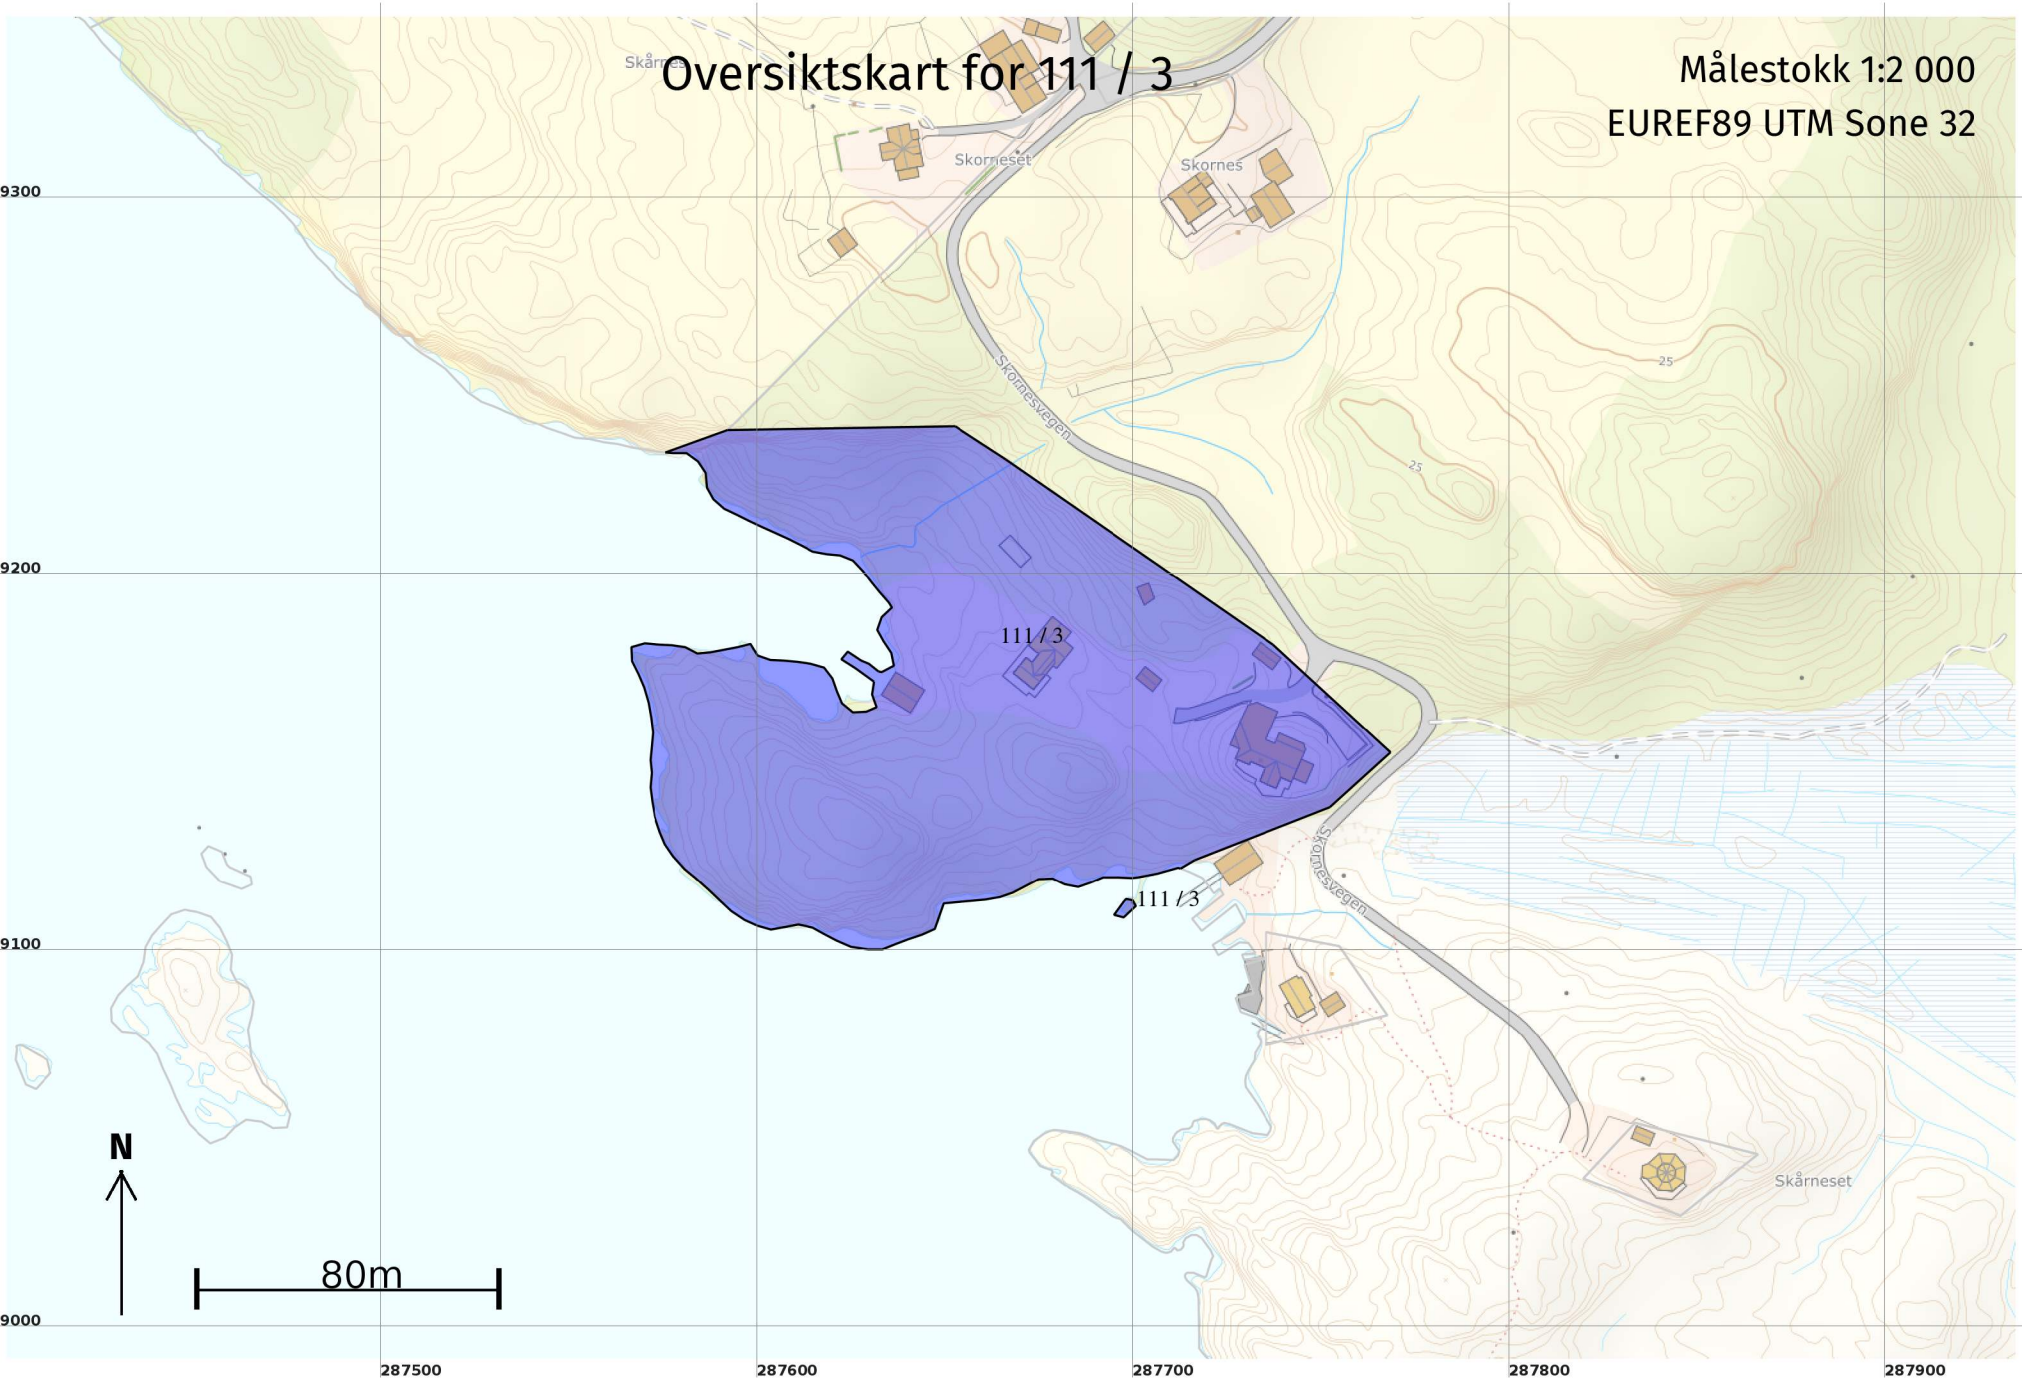 Oversiktskart for 111 / 3
Målestokk 1:2 000
EUREF89 UTM Sone 32
Skårnes
Skorneset
Skornes
9300
Skornesvegen
25
25
9200
111 / 3
Skornesvegen
111 / 3
9100
N
80m
Skårneset
9000
287500
287600
287700
287800
287900